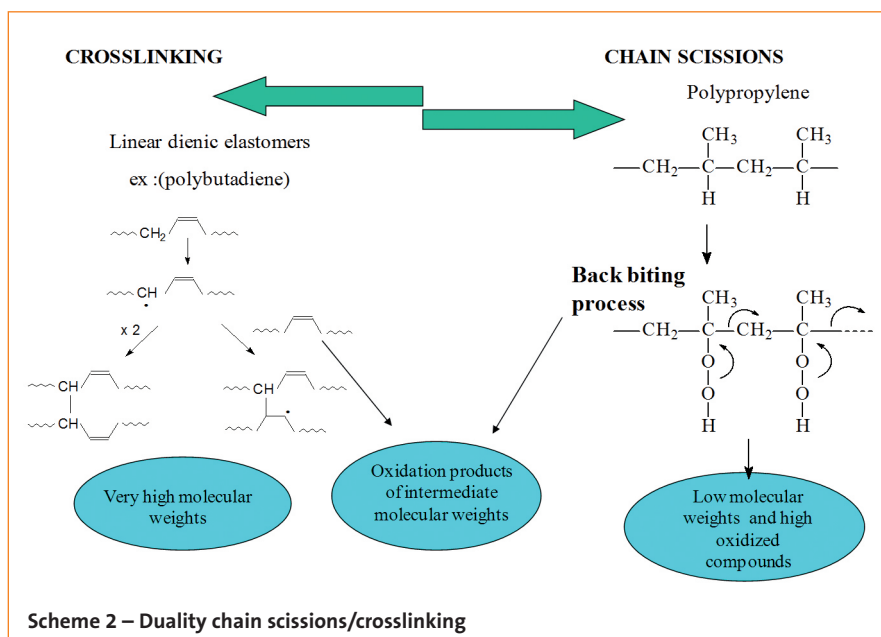 CROSSLINKING
Linear dienic elastomers
ex :(polybutadiene)
CH2
CH
•
x 2
CH
CH
CH
•
Very high molecular
weights
Oxidation products
of intermediate
molecular weights
CHAIN SCISSIONS
Polypropylene
CH3 CH3
—CH2—C—CH2—C—
H H
Back biting
process
CH3 CH3
—CH2—C—CH2—C—
O O
O O
H H
Low molecular
weights and high
oxidized
compounds
Scheme 2 – Duality chain scissions/crosslinking